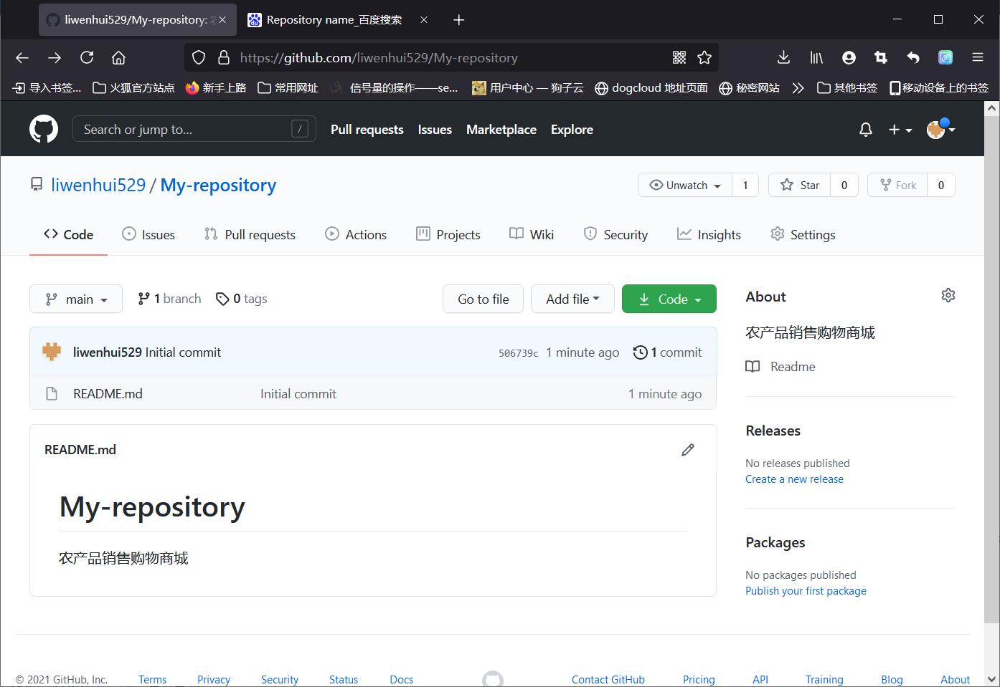 liwenhui529/My-repository:
Repository name_百度搜索
https://github.com/liwenhui529/My-repository
导入书签... 火狐官方站点 新手上路 常用网址 信号量的操作——se... 用户中心 — 狗子云 dogcloud 地址页面 秘密网站 其他书签 移动设备上的书签
Search or jump to... / Pull requests Issues Marketplace Explore
liwenhui529 / My-repository
Unwatch 1 Star 0 Fork 0
Code Issues Pull requests Actions Projects Wiki Security Insights Settings
main 1 branch 0 tags Go to file Add file Code
liwenhui529 Initial commit 506739c 1 minute ago 1 commit
README.md Initial commit 1 minute ago
README.md
My-repository
农产品销售购物商城
About
农产品销售购物商城
Readme
Releases
No releases published
Create a new release
Packages
No packages published
Publish your first package
© 2021 GitHub, Inc. Terms Privacy Security Status Docs Contact GitHub Pricing API Training Blog About